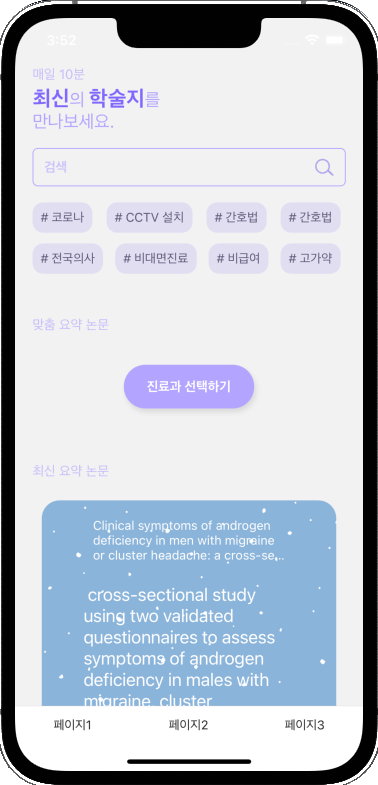 3:52
매일 10분
최신의 학술지를
만나보세요.
검색
# 코로나 # CCTV 설치 # 간호법 # 간호법
# 전국의사 # 비대면진료 # 비급여 # 고가약
맞춤 요약 논문
진료과 선택하기
최신 요약 논문
Clinical symptoms of androgen
deficiency in men with migraine
or cluster headache: a cross-se...
cross-sectional study
using two validated
questionnaires to assess
symptoms of androgen
deficiency in males with
migraine, cluster
페이지1 페이지2 페이지3